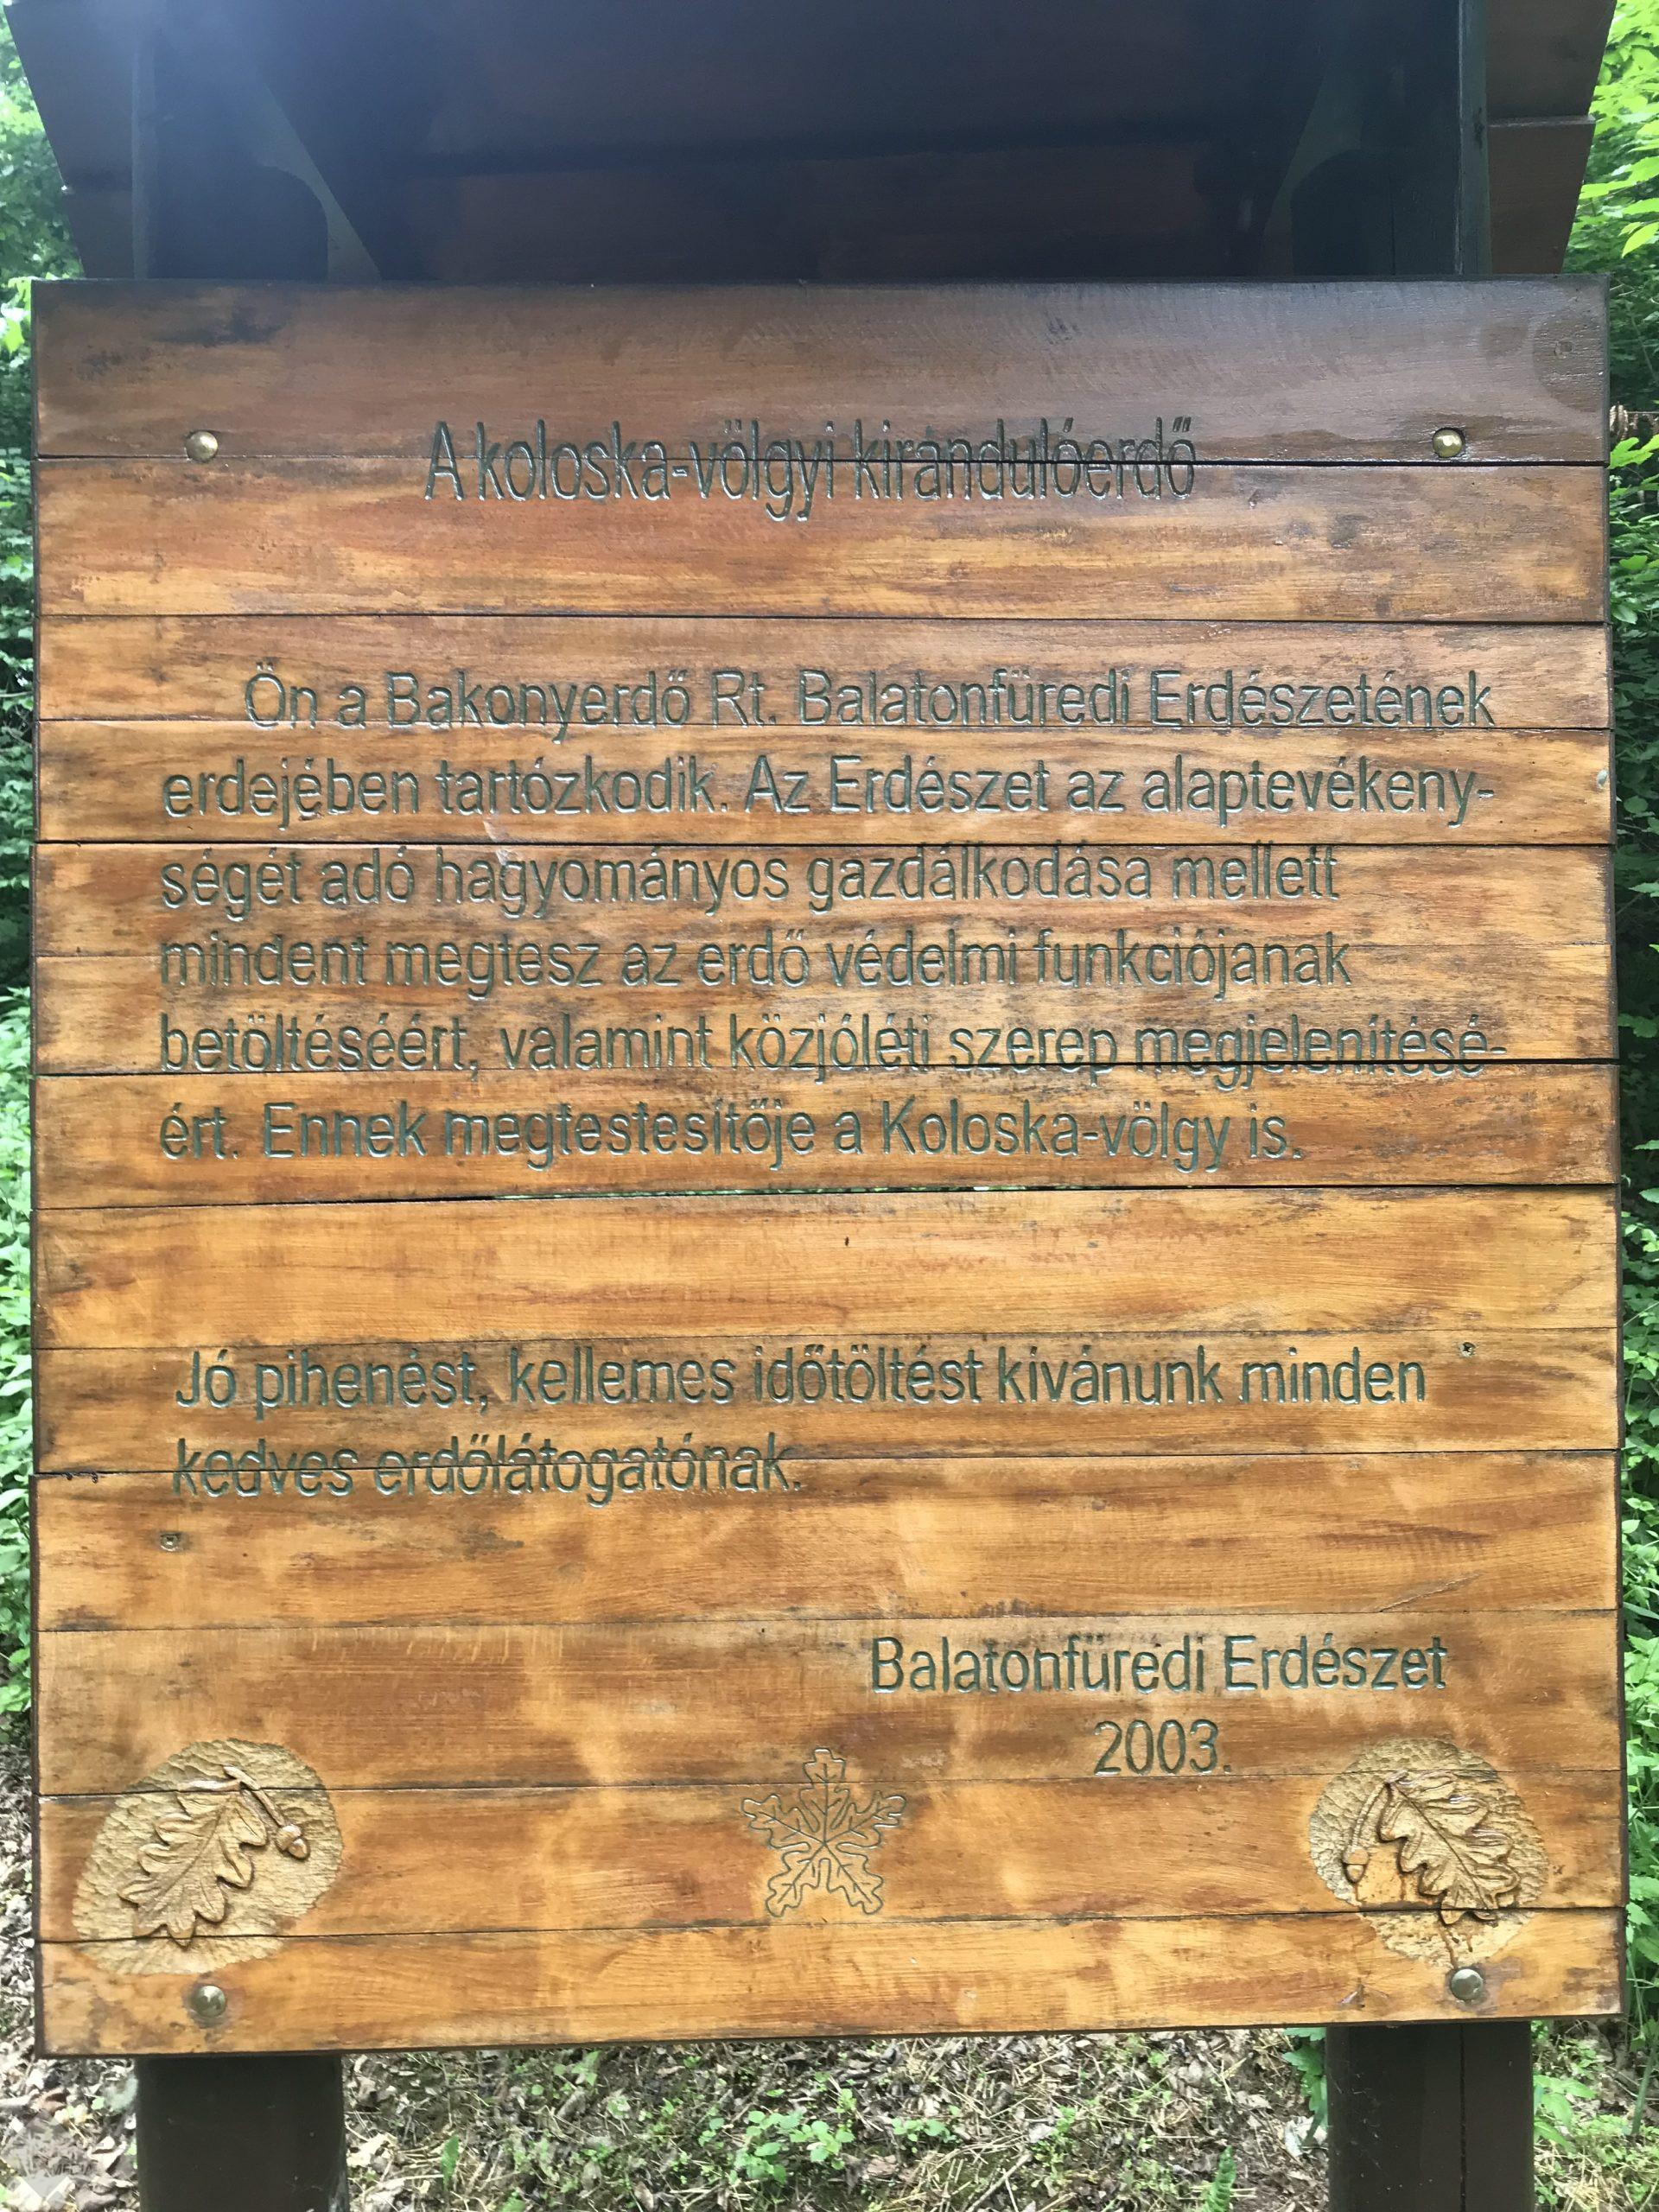 A koloska-völgyi kirándulóerdő
Ön a Bakonyerdő Rt. Balatonfüredi Erdészetének
erdejében tartózkodik. Az Erdészet az alaptevékeny-
ségét adó hagyományos gazdálkodása mellett
mindent megtesz az erdő védelmi funkciójanak
betöltéséért, valamint közjóléti szerep megjelenítésé-
ért. Ennek megtestesítője a Koloska-völgy is.
Jó pihenést, kellemes időtöltést kívánunk minden
kedves erdőlátogatónak.
Balatonfüredi Erdészet
2003.